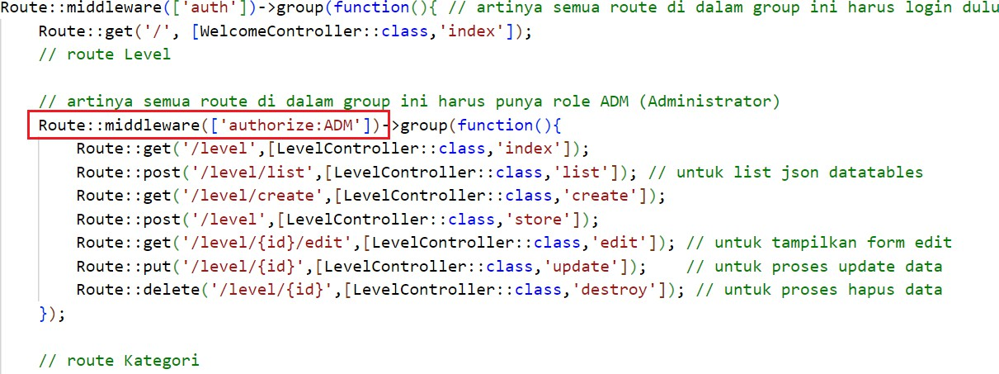 Route::middleware(['auth'])->group(function(){ // artinya semua route di dalam group ini harus login dulu
    Route::get('/', [WelcomeController::class,'index']);
    // route Level

    // artinya semua route di dalam group ini harus punya role ADM (Administrator)
    Route::middleware(['authorize:ADM'])->group(function(){
        Route::get('/level',[LevelController::class,'index']);
        Route::post('/level/list',[LevelController::class,'list']); // untuk list json datatables
        Route::get('/level/create',[LevelController::class,'create']);
        Route::post('/level',[LevelController::class,'store']);
        Route::get('/level/{id}/edit',[LevelController::class,'edit']); // untuk tampilkan form edit
        Route::put('/level/{id}',[LevelController::class,'update']);    // untuk proses update data
        Route::delete('/level/{id}',[LevelController::class,'destroy']); // untuk proses hapus data
    });

    // route Kategori